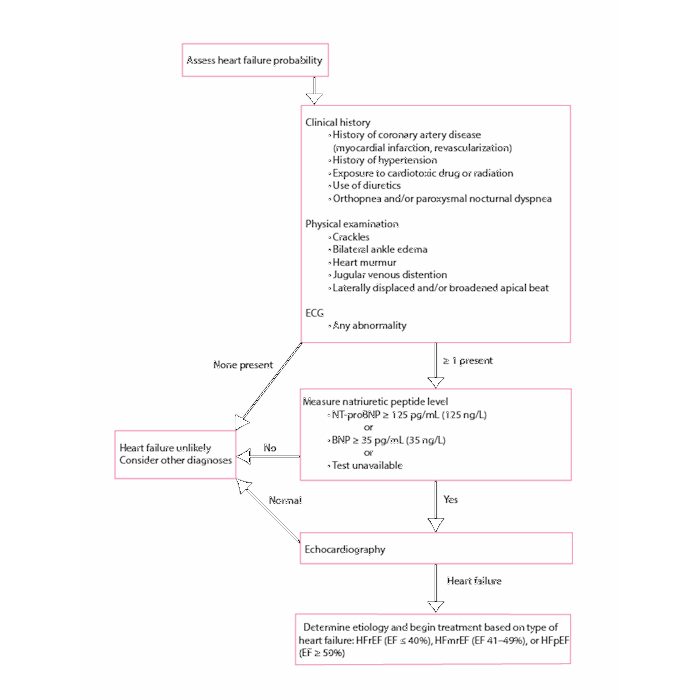 Assess heart failure probability
Clinical history
◦History of coronary artery disease
(myocardial infarction, revascularization)
◦History of hypertension
◦Exposure to cardiotoxic drug or radiation
◦Use of diuretics
◦Orthopnea and/or paroxysmal nocturnal dyspnea
Physical examination
◦Crackles
◦Bilateral ankle edema
◦Heart murmur
◦Jugular venous distention
◦Laterally displaced and/or broadened apical beat
ECG
◦Any abnormality
None present
≥ 1 present
Measure natriuretic peptide level
◦NT-proBNP ≥ 125 pg/mL (125 ng/L)
or
◦BNP ≥ 35 pg/mL (35 ng/L)
or
◦Test unavailable
Heart failure unlikely
Consider other diagnoses
No
Normal
Yes
Echocardiography
Heart failure
Determine etiology and begin treatment based on type of
heart failure: HFrEF (EF ≤ 40%), HFmrEF (EF 41–49%), or HFpEF
(EF ≥ 50%)